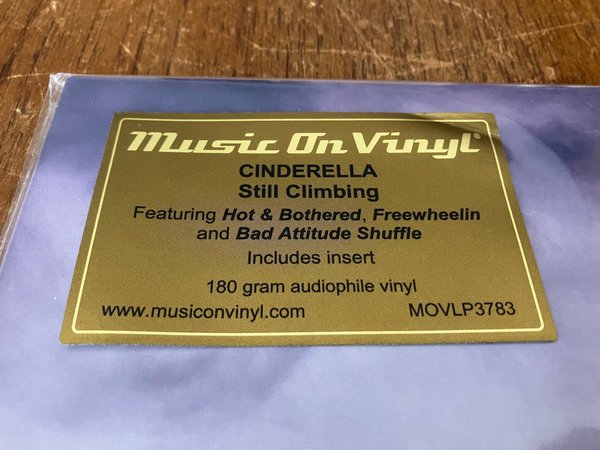 Music On Vinyl®
CINDERELLA
Still Climbing
Featuring Hot & Bothered, Freewheelin
and Bad Attitude Shuffle
Includes insert
180 gram audiophile vinyl
www.musiconvinyl.com MOVLP3783